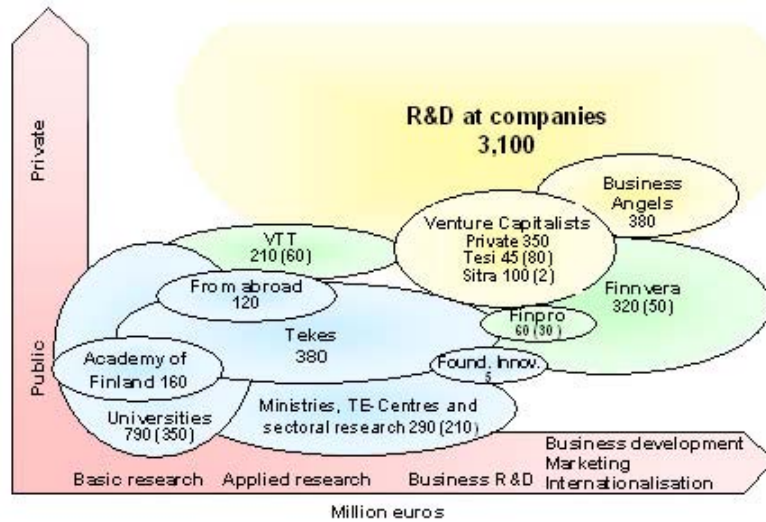 Private
Public
R&D at companies
3,100
Business
Angels
380
Venture Capitalists
Private 350
Tesi 45 (80)
Sitra 100 (2)
VTT
210 (60)
From abroad
120
Finnvera
320 (50)
Finpro
60 (30)
Tekes
380
Found. Innov.
5
Academy of
Finland 160
Universities
790 (350)
Ministries, TE-Centres and
sectoral research 290 (210)
Basic research
Applied research
Business R&D
Business development
Marketing
Internationalisation
Million euros